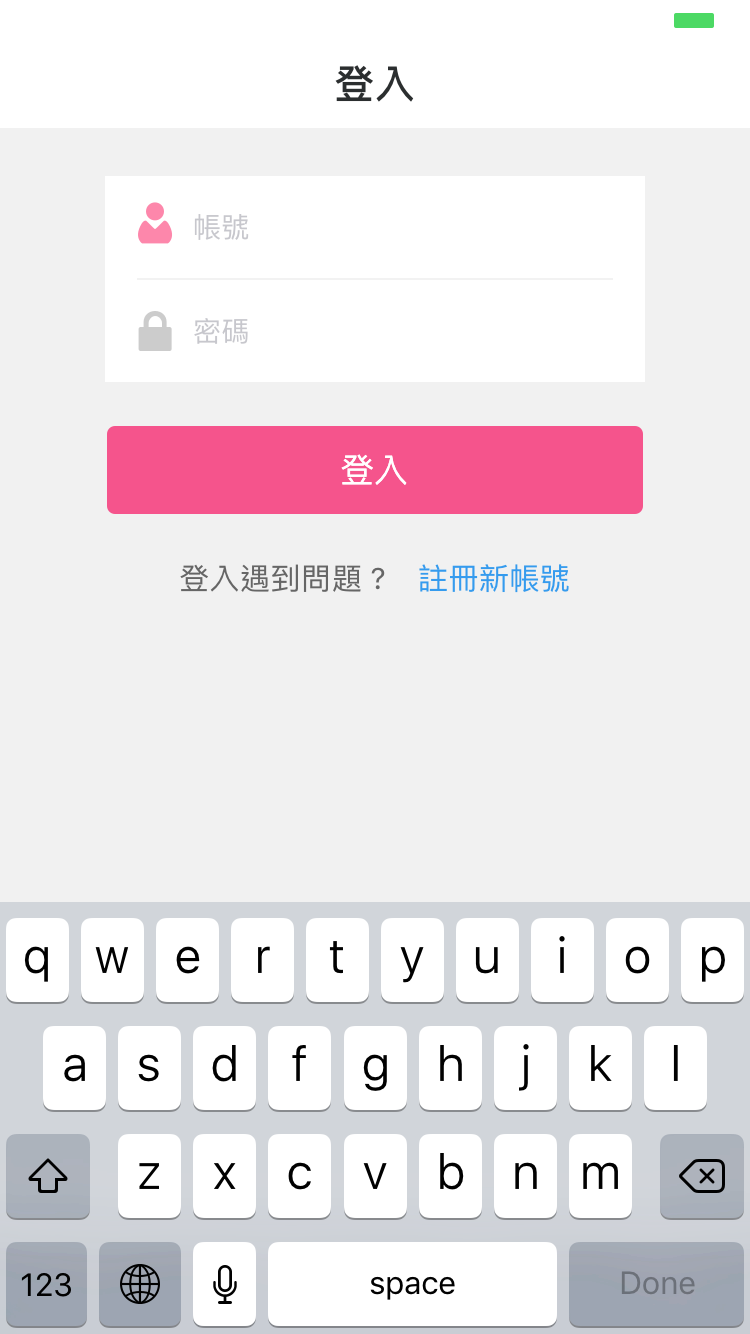 登入
帳號
密碼
登入
登入遇到問題？ 註冊新帳號
q w e r t y u i o p
a s d f g h j k l
z x c v b n m
123 space Done